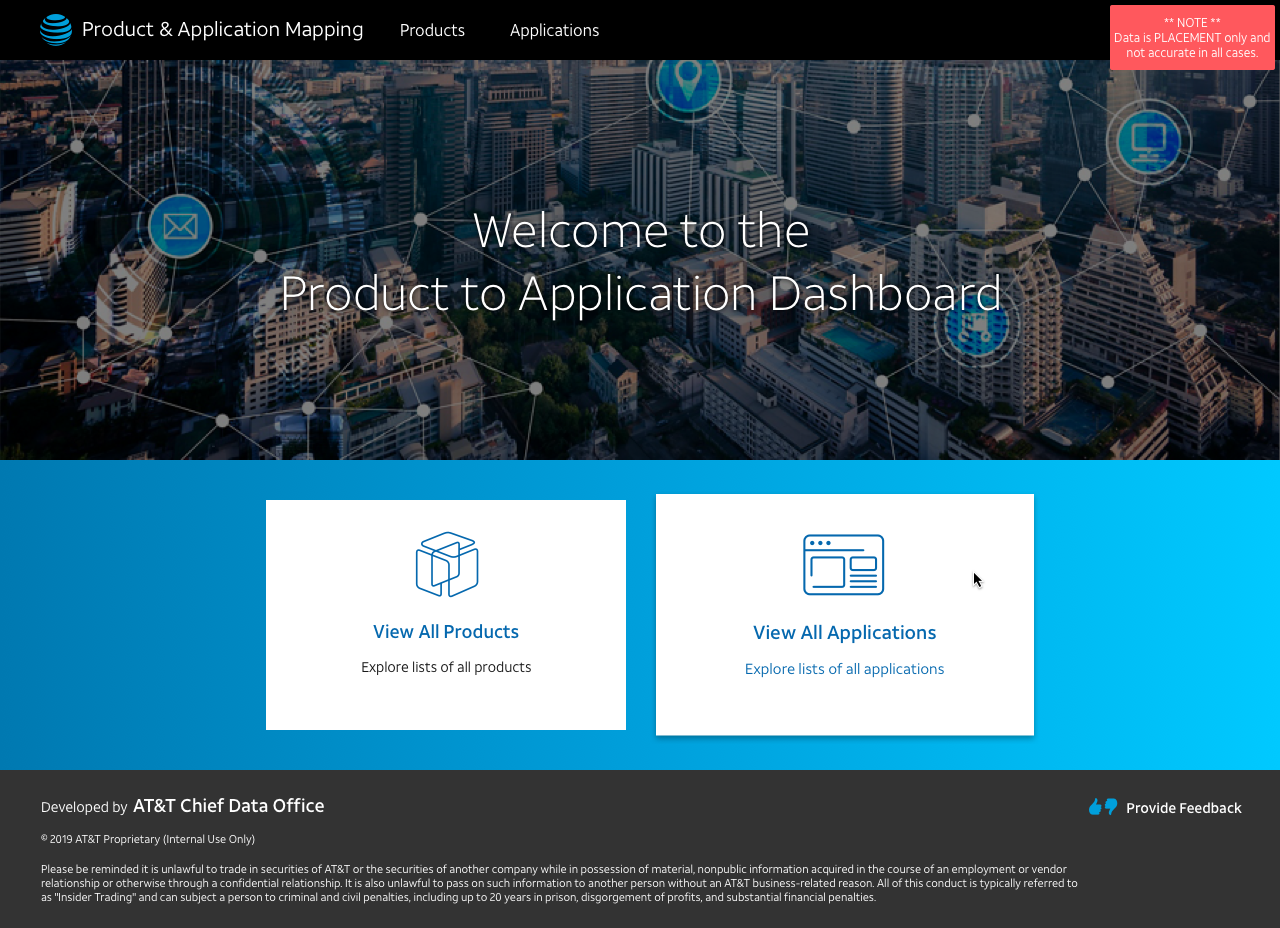 Product & Application Mapping
Products
Applications
** NOTE **
Data is PLACEMENT only and
not accurate in all cases.
Welcome to the
Product to Application Dashboard
View All Products
Explore lists of all products
View All Applications
Explore lists of all applications
Developed by AT&T Chief Data Office
Provide Feedback
© 2019 AT&T Proprietary (Internal Use Only)
Please be reminded it is unlawful to trade in securities of AT&T or the securities of another company while in possession of material, nonpublic information acquired in the course of an employment or vendor
relationship or otherwise through a confidential relationship. It is also unlawful to pass on such information to another person without an AT&T business-related reason. All of this conduct is typically referred to
as "Insider Trading" and can subject a person to criminal and civil penalties, including up to 20 years in prison, disgorgement of profits, and substantial financial penalties.